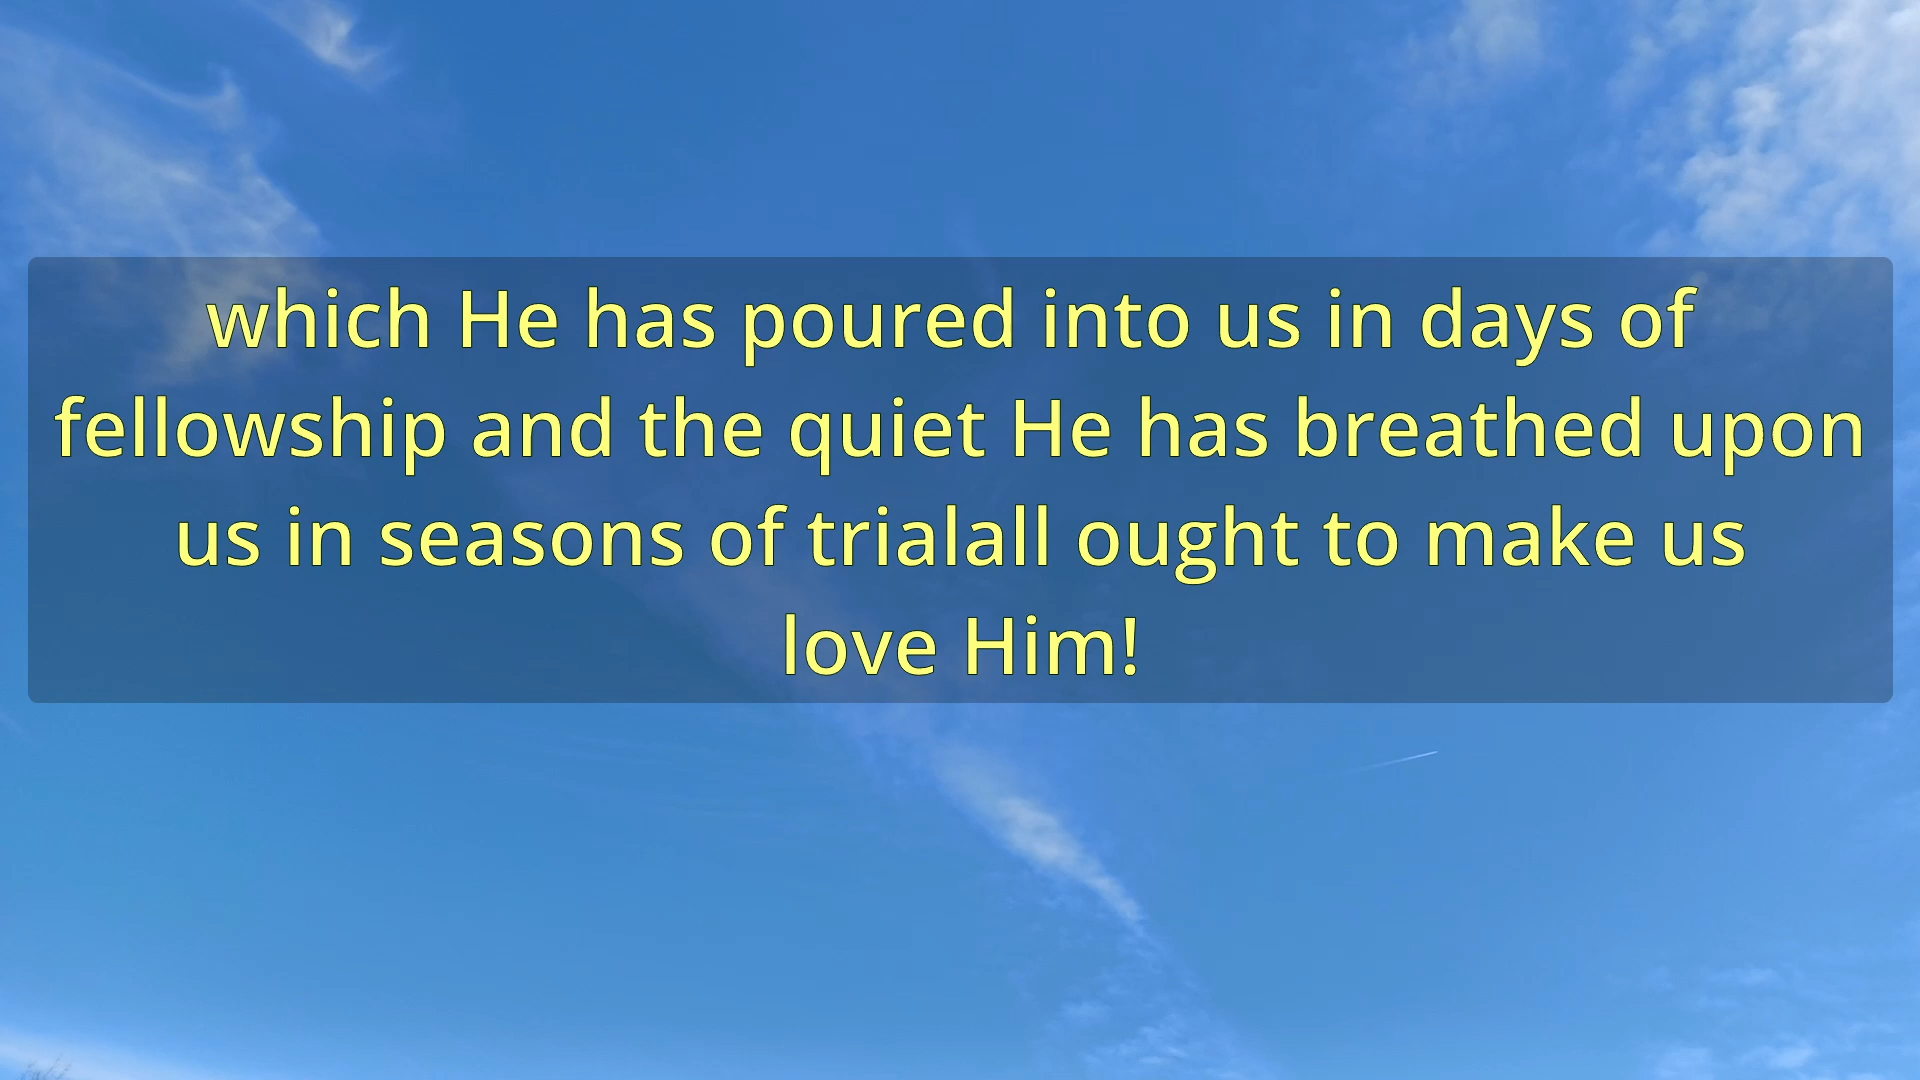 which He has poured into us in days of
fellowship and the quiet He has breathed upon
us in seasons of trialall ought to make us
love Him!